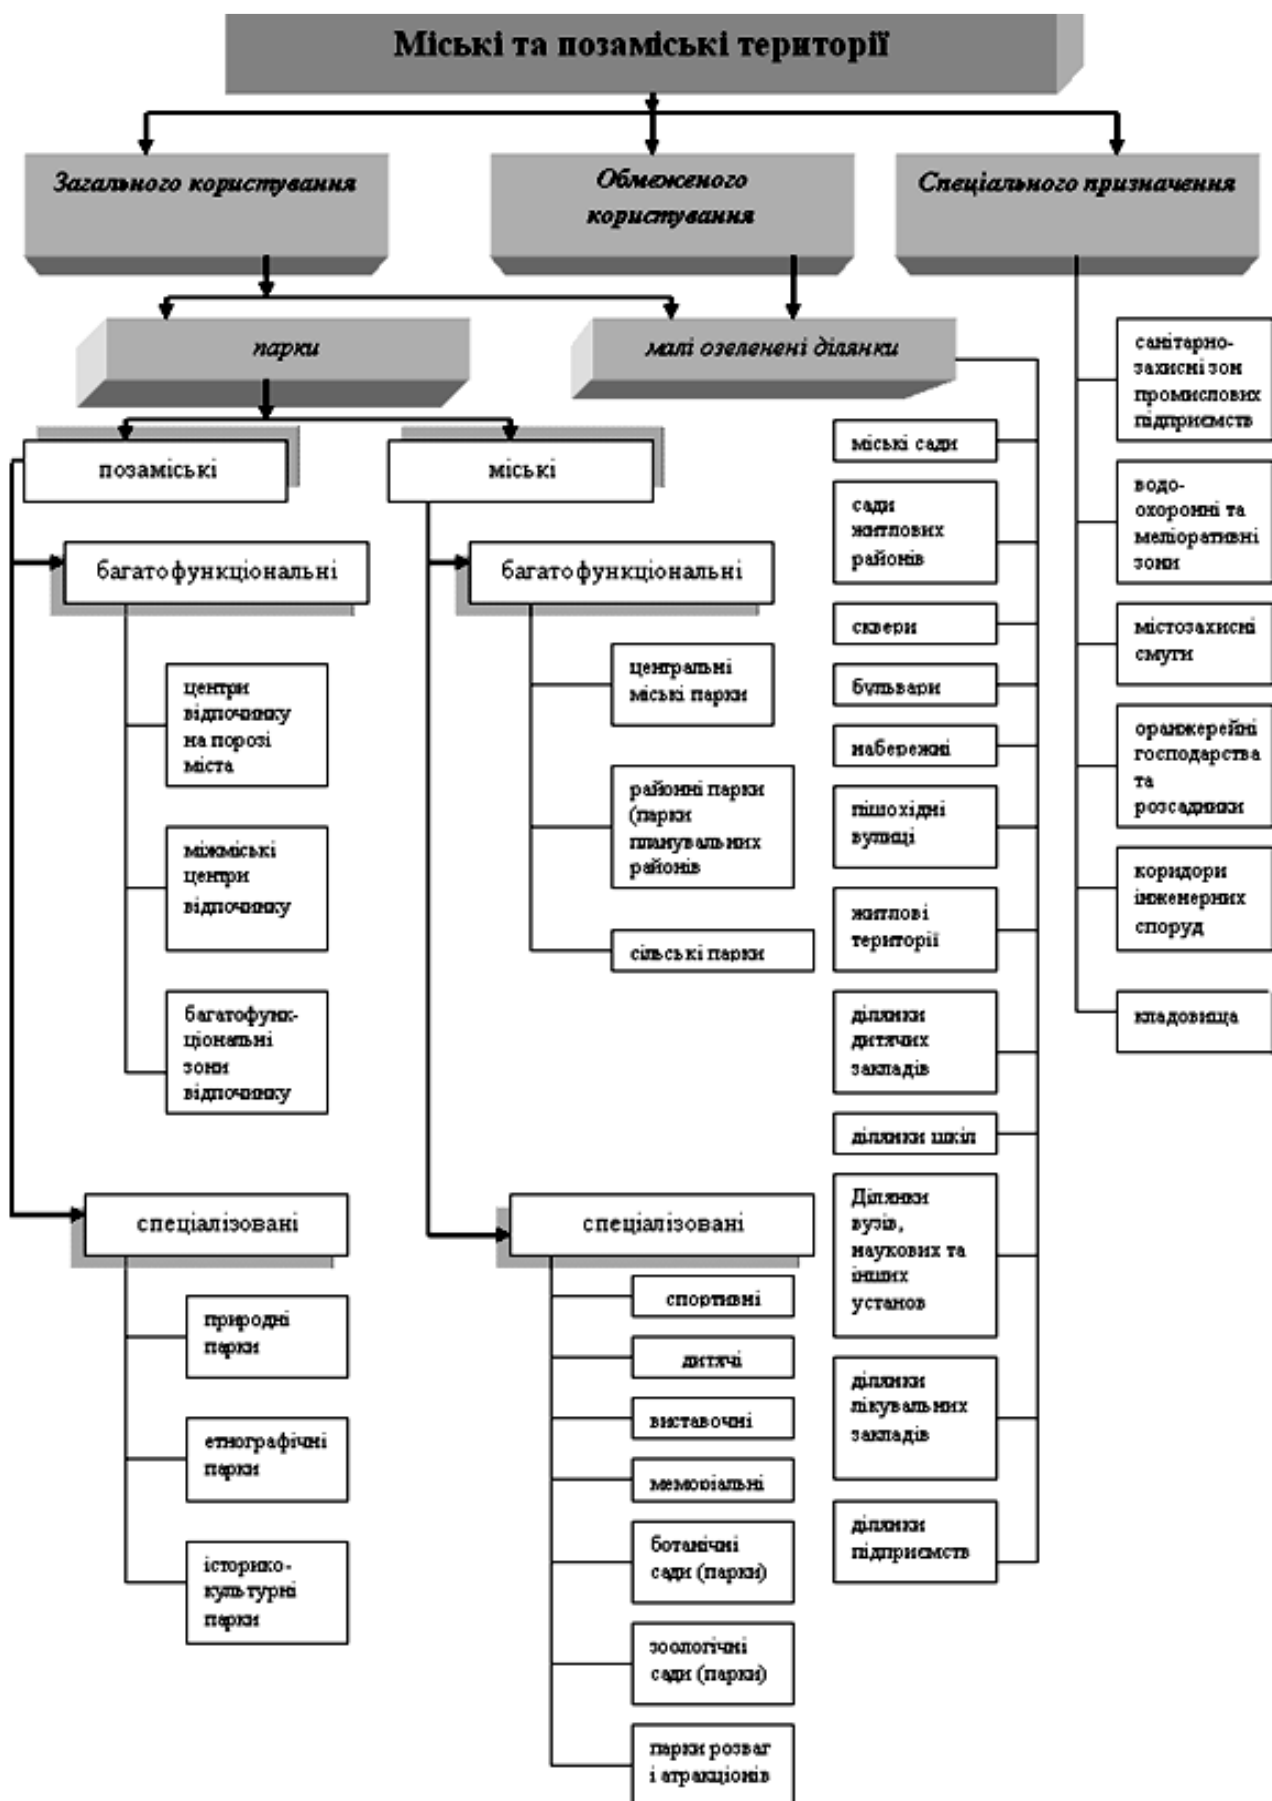 Міські та позаміські території
Загального користування
Обмеженого
користування
Спеціального призначення
парки
малі озеленені ділянки
позаміські
міські
багатофункціональні
центри
відпочинку
на порозі
міста
міжміські
центри
відпочинку
багатофунк-
ціональні
зони
відпочинку
спеціалізовані
природні
парки
етнографічні
парки
історико-
культурні
парки
багатофункціональні
центральні
міські парки
районні парки
(парки
планувальних
районів
сільські парки
спеціалізовані
спортивні
дитячі
виставочні
меморіальні
ботанічні
сади (парки)
зоологічні
сади (парки)
парки розваг
і атракціонів
міські сади
сади
житлових
районів
сквери
бульвари
набережні
пішохідні
вулиці
житлові
території
ділянки
дитячих
закладів
ділянки шкіл
Ділянки
вузів,
наукових та
інших
установ
ділянки
лікувальних
закладів
ділянки
підприємств
санітарно-
захисні зон
промислових
підприємств
водо-
охоронні та
меліоративні
зони
містозахисні
смуги
оранжерейні
господарства
та
розсадники
коридори
інженерних
споруд
кладовища